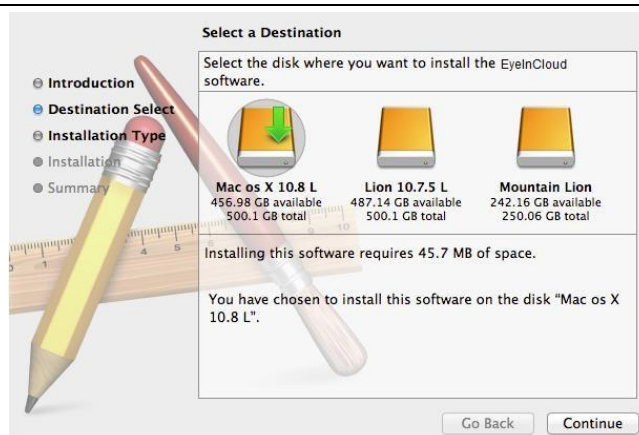 Select a Destination
Introduction
Destination Select
Installation Type
Installation
Summary
Select the disk where you want to install the EyeInCloud
software.
Mac os X 10.8 L
456.98 GB available
500.1 GB total
Lion 10.7.5 L
487.14 GB available
500.1 GB total
Mountain Lion
242.16 GB available
250.06 GB total
Installing this software requires 45.7 MB of space.
You have chosen to install this software on the disk “Mac os X
10.8 L”.
1
4
5
10
Go Back
Continue